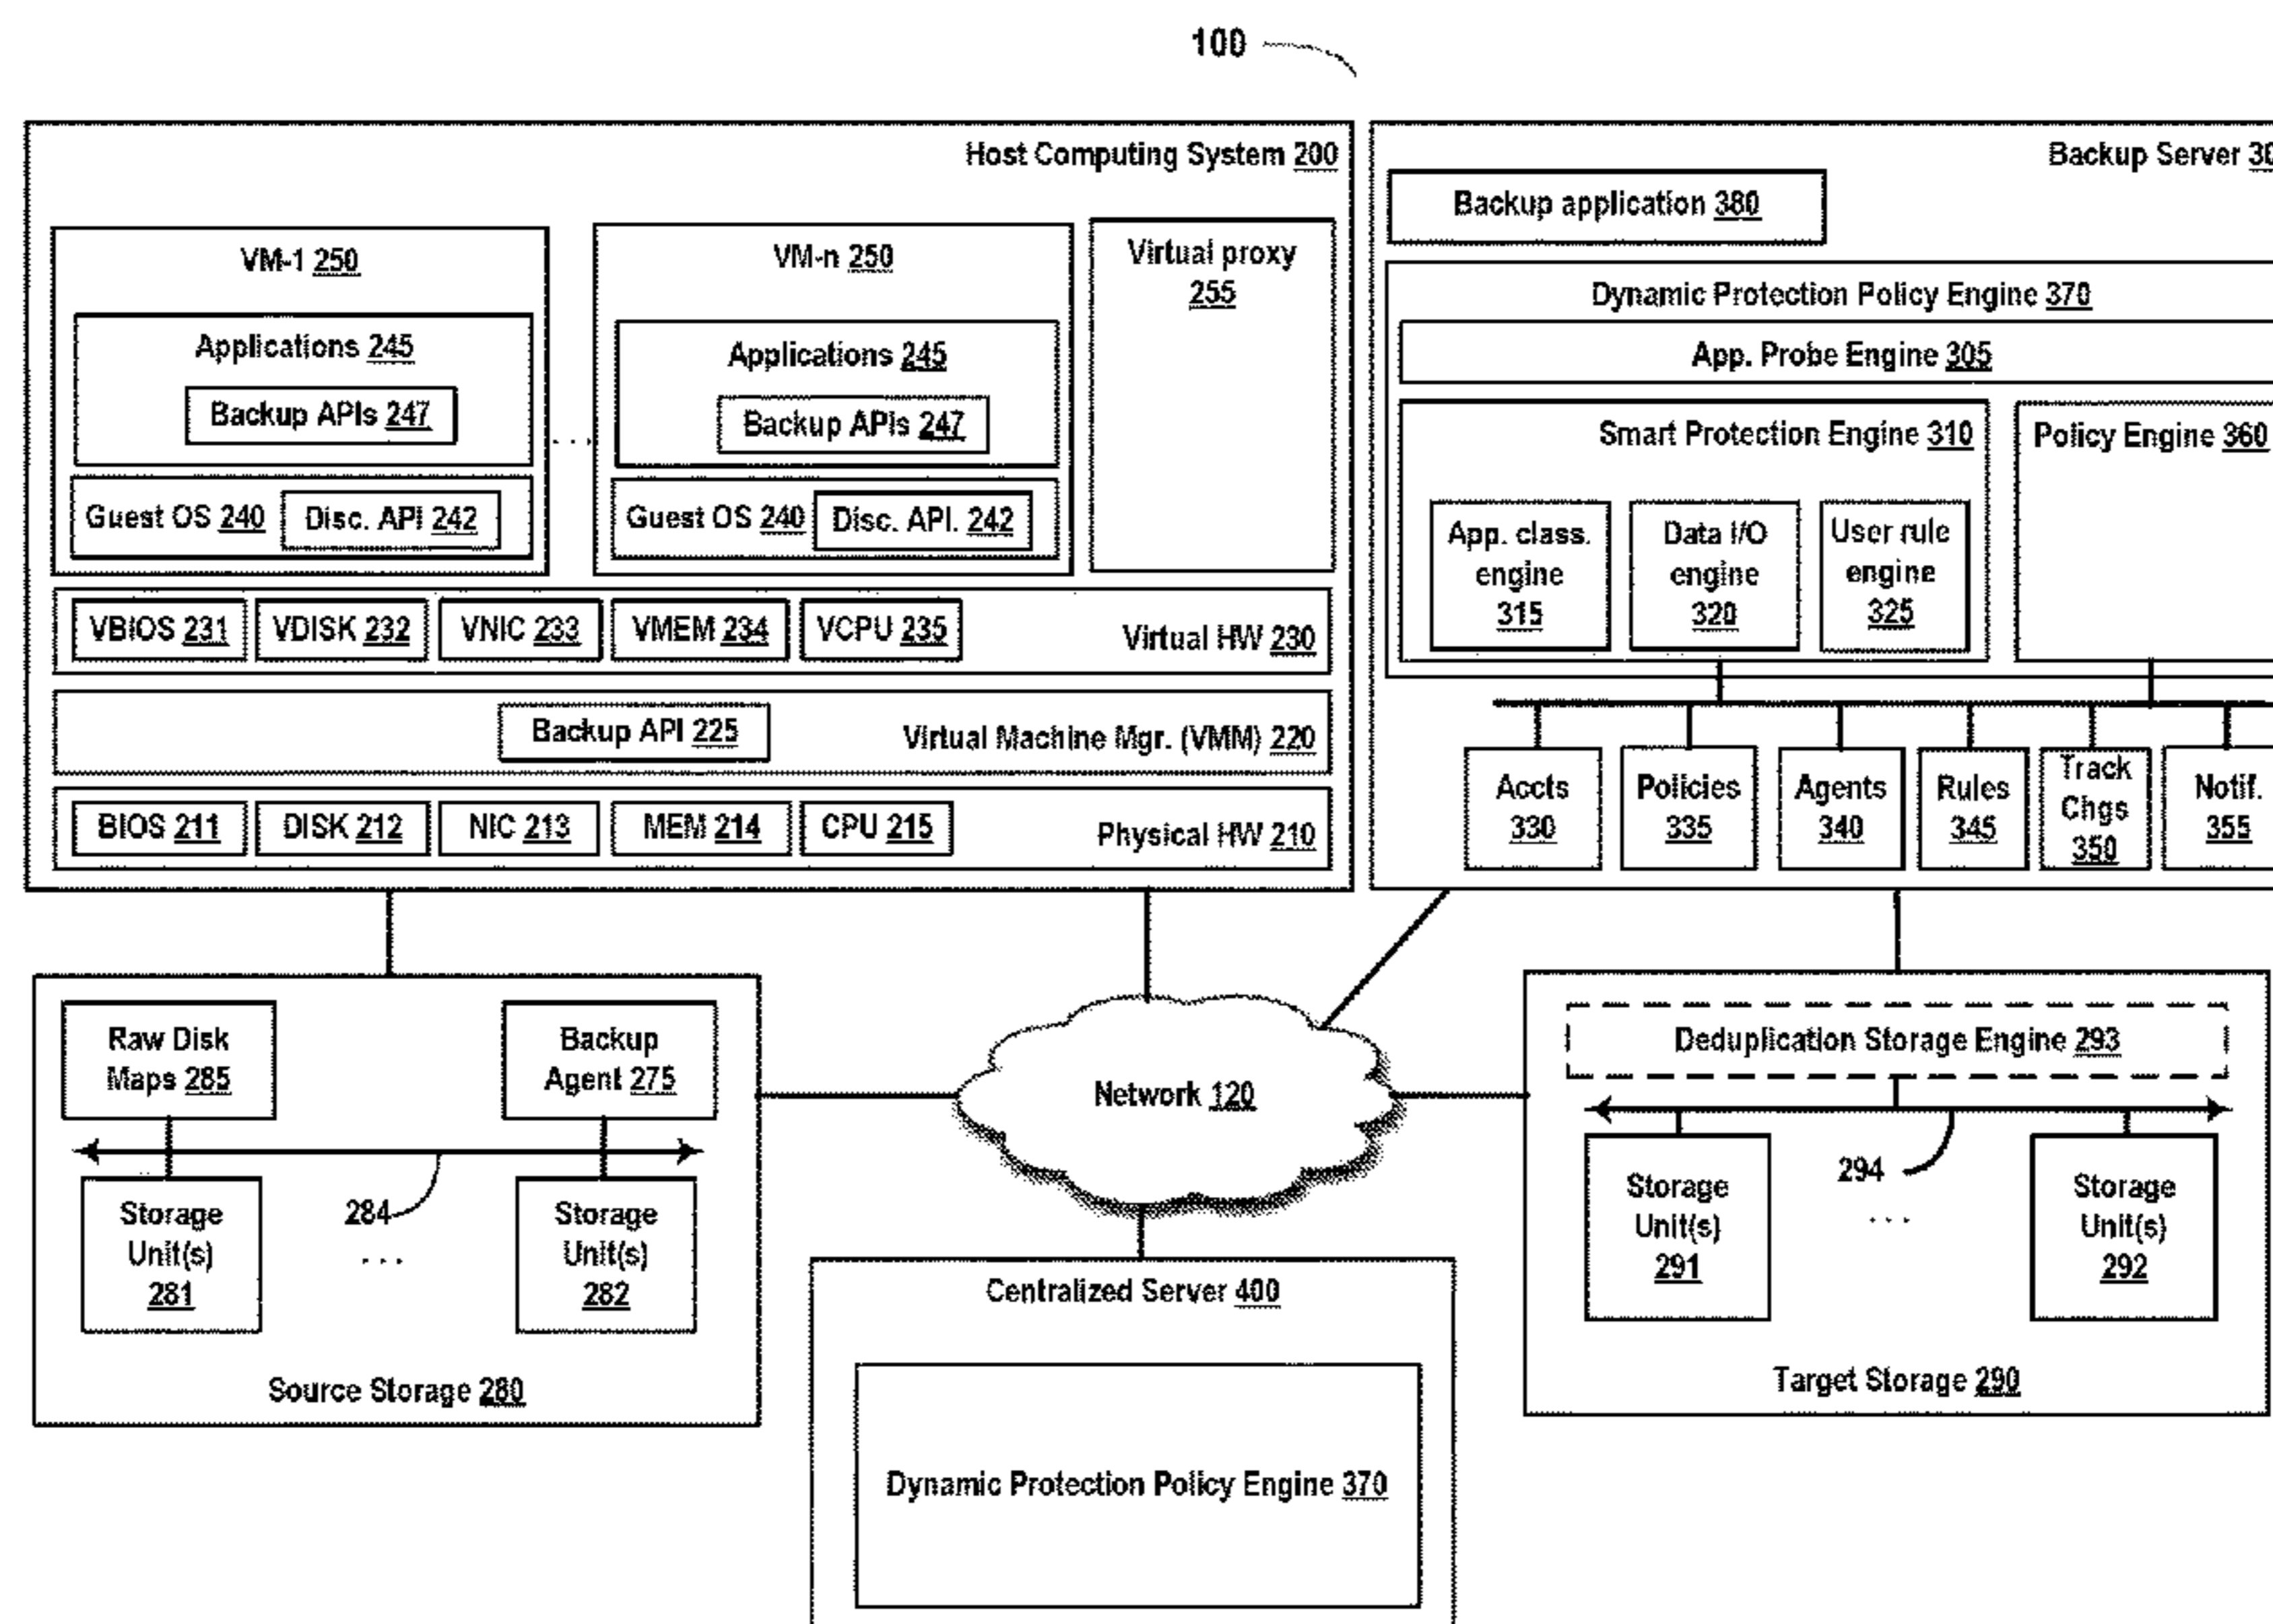 100
Host Computing System 200
VM-1 250
Applications 245
Backup APIs 247
Guest OS 240
Disc. API 242
. . .
VM-n 250
Applications 245
Backup APIs 247
Guest OS 240
Disc. API. 242
Virtual proxy
255
VBIOS 231
VDISK 232
VNIC 233
VMEM 234
VCPU 235
Virtual HW 230
Backup API 225
Virtual Machine Mgr. (VMM) 220
BIOS 211
DISK 212
NIC 213
MEM 214
CPU 215
Physical HW 210
Backup Server
Backup application 380
Dynamic Protection Policy Engine 370
App. Probe Engine 305
Smart Protection Engine 310
App. class.
engine
315
Data I/O
engine
320
User rule
engine
325
Policy Engine 360
Accts
330
Policies
335
Agents
340
Rules
345
Track
Chgs
350
Notif.
355
Raw Disk
Maps 285
Backup
Agent 275
284
Storage
Unit(s)
281
. . .
Storage
Unit(s)
282
Source Storage 280
Network 120
Deduplication Storage Engine 293
294
Storage
Unit(s)
291
. . .
Storage
Unit(s)
292
Target Storage 290
Centralized Server 400
Dynamic Protection Policy Engine 370